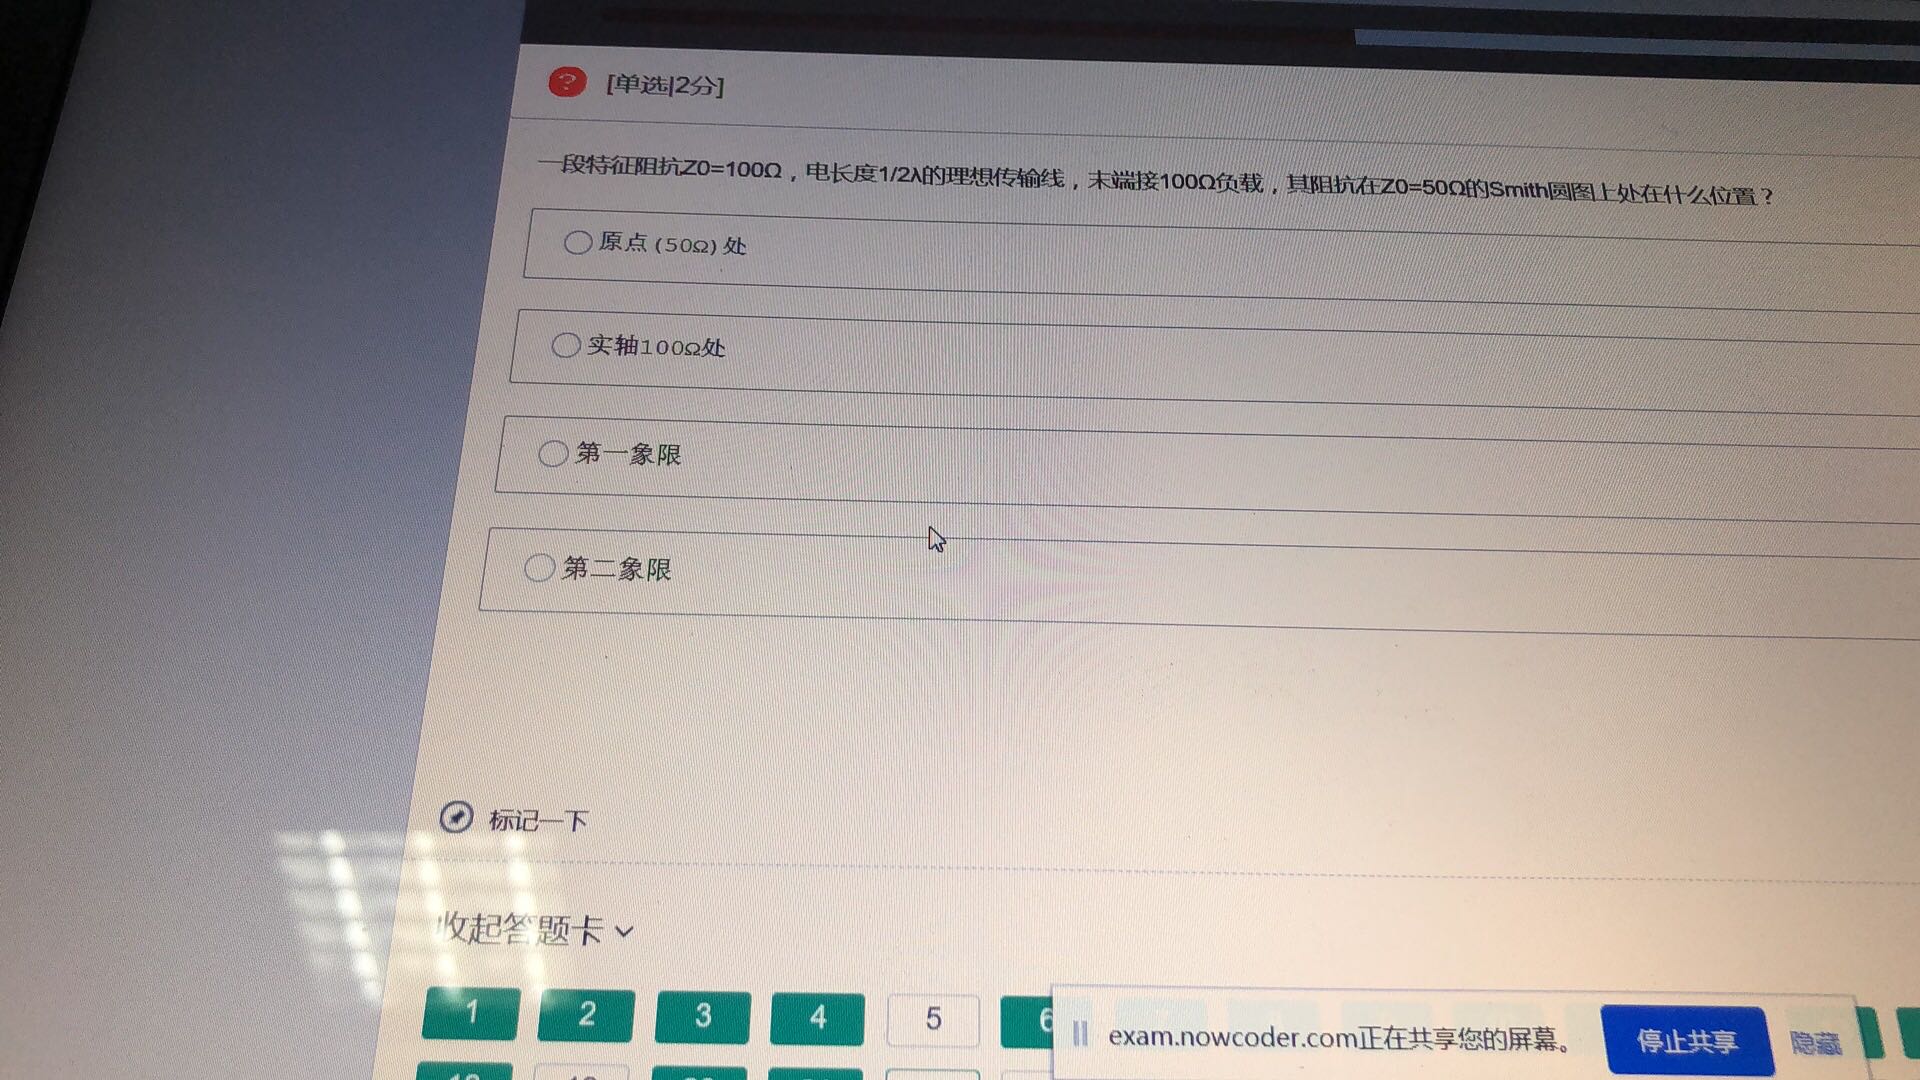 [单选|2分]
一段特征阻抗Z0=100Ω，电长度1/2λ的理想传输线，末端接100Ω负载，其阻抗在Z0=50Ω的Smith圆图上处在什么位置？
原点 (50Ω) 处
实轴100Ω处
第一象限
第二象限
标记一下
收起答题卡
1 2 3 4 5 6
exam.nowcoder.com正在共享您的屏幕。 停止共享 隐藏